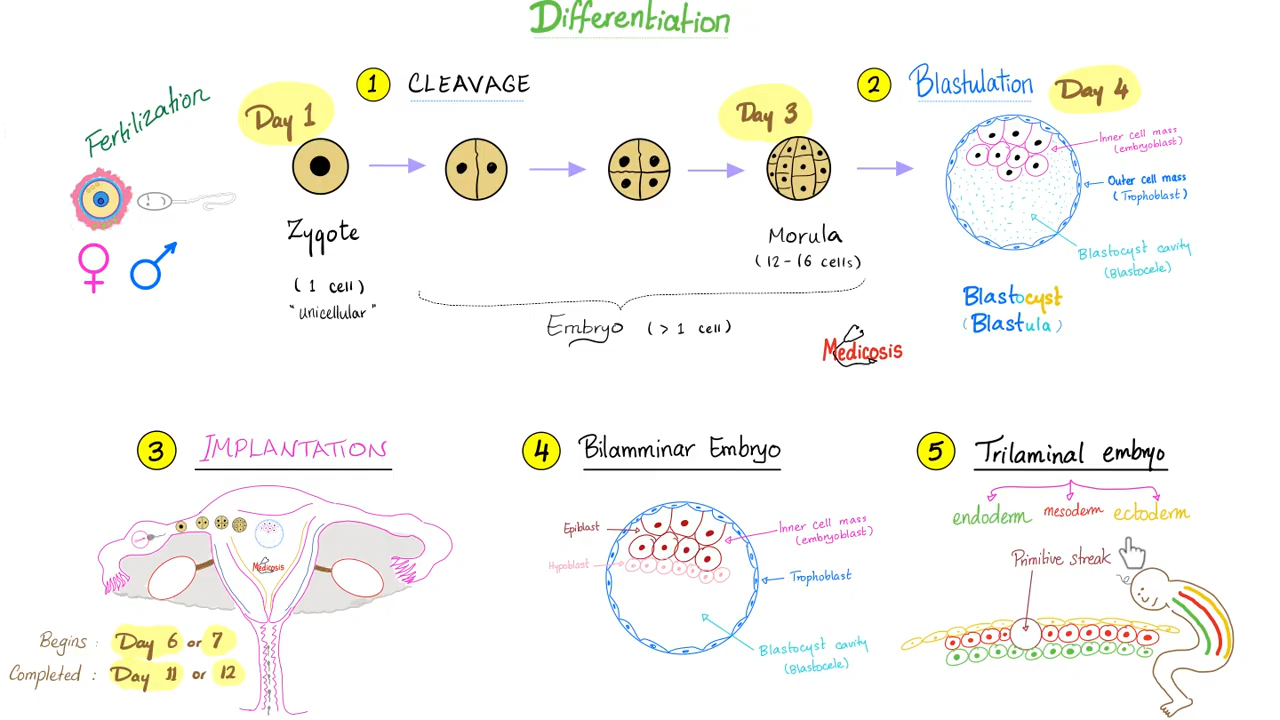 Differentiation
Fertilization
Day 1
1 CLEAVAGE
Day 3
2 Blastulation
Day 4
Inner cell mass
(embryoblast)
Outer cell mass
(Trophoblast)
Blastocyst cavity
(Blastocele)
Zygote
(1 cell)
"unicellular"
Morula
(12-16 cells)
Embryo (> 1 cell)
Blastocyst
(Blastula)
Medicosis
3 IMPLANTATION
Medicosis
Begins : Day 6 or 7
Completed : Day 11 or 12
4 Bilamminar Embryo
Epiblast
Hypoblast
Inner cell mass
(embryoblast)
Trophoblast
Blastocyst cavity
(Blastocele)
5 Trilaminal embryo
endoderm mesoderm ectoderm
Primitive streak